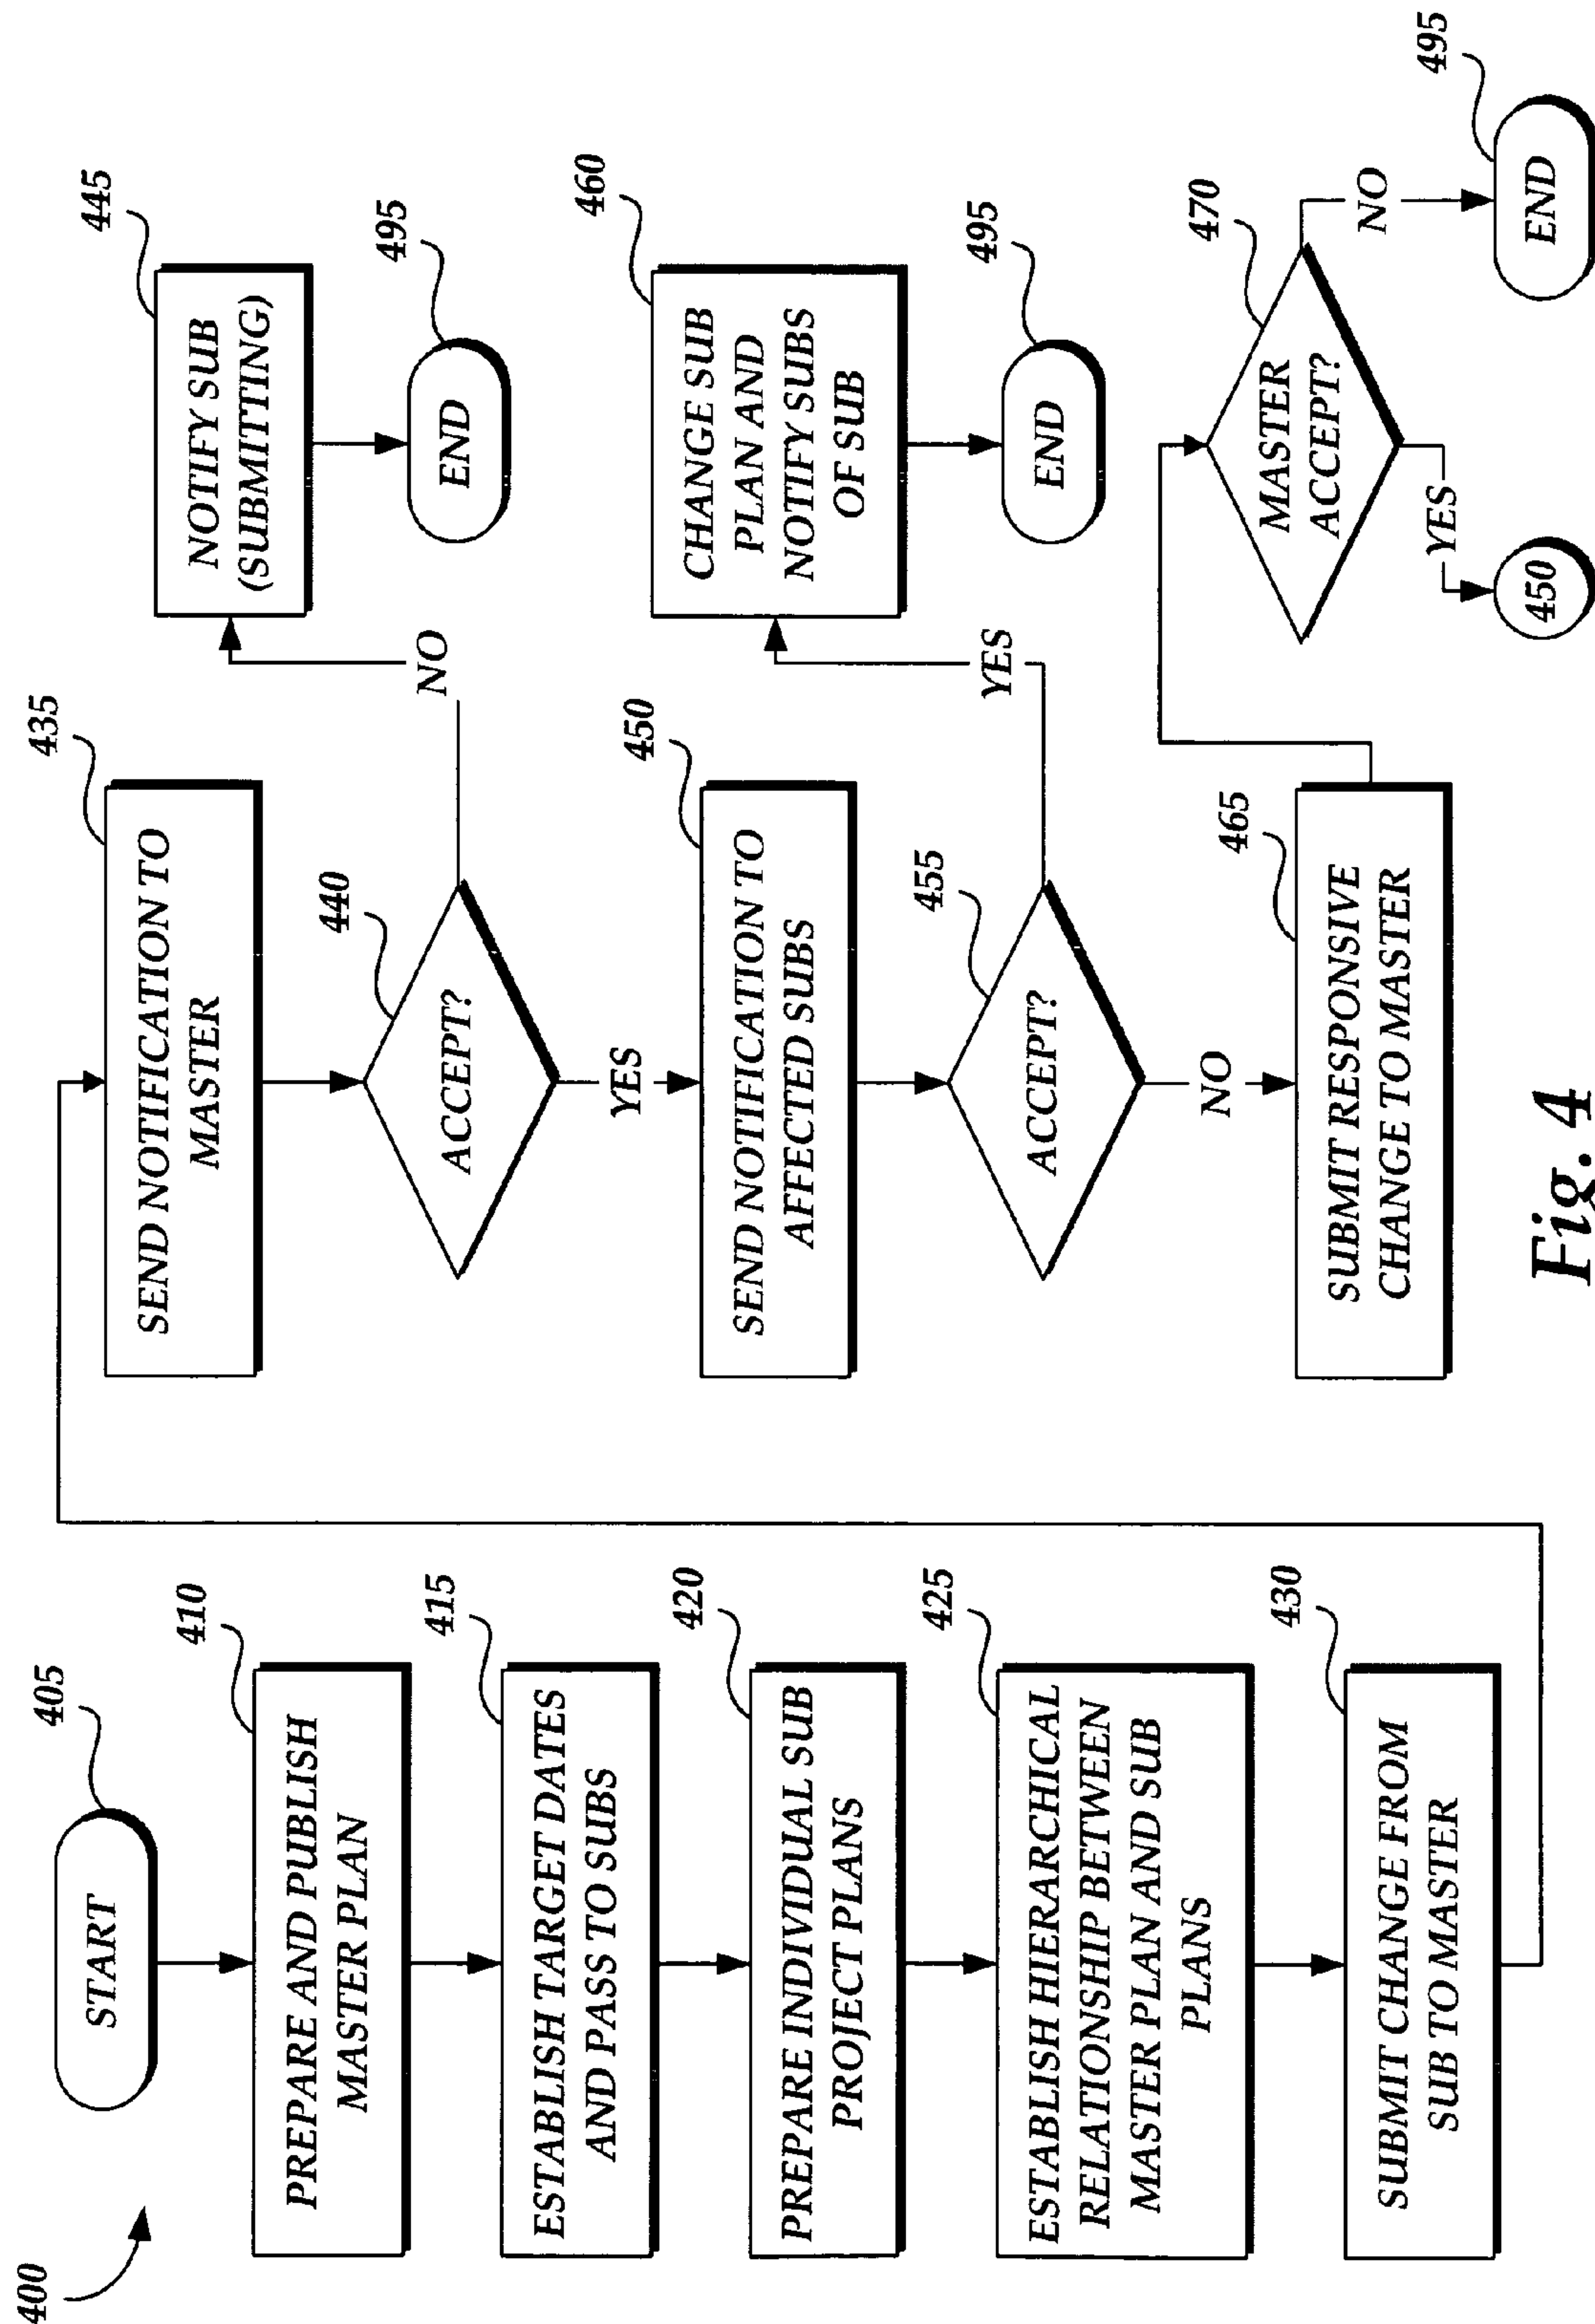 400
START
405
PREPARE AND PUBLISH
MASTER PLAN
410
ESTABLISH TARGET DATES
AND PASS TO SUBS
415
PREPARE INDIVIDUAL SUB
PROJECT PLANS
420
ESTABLISH HIERARCHICAL
RELATIONSHIP BETWEEN
MASTER PLAN AND SUB
PLANS
425
SUBMIT CHANGE FROM
SUB TO MASTER
430
SEND NOTIFICATION TO
MASTER
435
ACCEPT?
440
NO
YES
NOTIFY SUB
(SUBMITTING)
445
END
495
SEND NOTIFICATION TO
AFFECTED SUBS
450
ACCEPT?
455
YES
NO
CHANGE SUB
PLAN AND
NOTIFY SUBS
OF SUB
460
END
495
SUBMIT RESPONSIVE
CHANGE TO MASTER
465
MASTER
ACCEPT?
470
YES
NO
450
END
495
Fig. 4